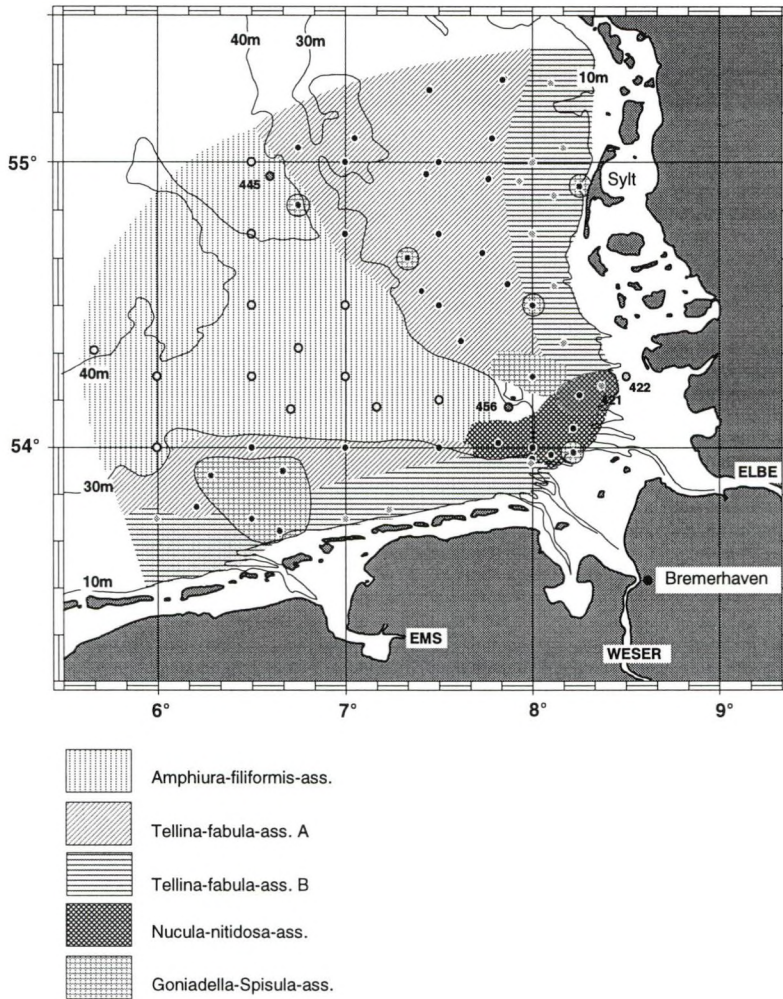 40m
30m
10m
55°
445
Sylt
40m
456
421
422
54°
30m
ELBE
10m
Bremerhaven
EMS
WESER
6°
7°
8°
9°
Amphiura-filiformis-ass.
Tellina-fabula-ass. A
Tellina-fabula-ass. B
Nucula-nitidosa-ass.
Goniadella-Spisula-ass.